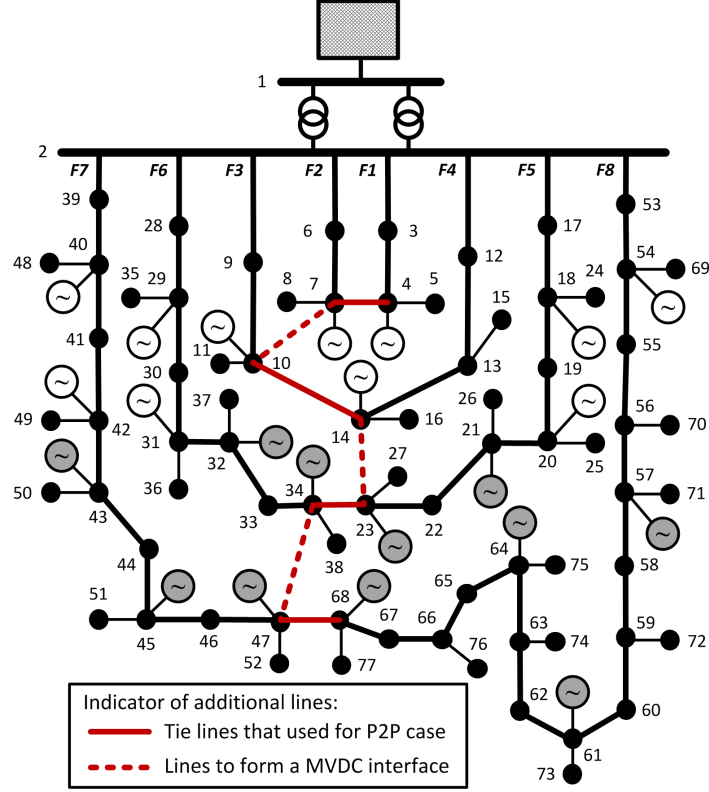 1
2
F7 F6 F3 F2 F1 F4 F5 F8
39 28 6 3 17 53
40 9 12 54
48 35 29 8 7 4 5 15 18 24 69
41 11 10 13 55
30 37 14 16 26 19 56
49 42 31 32 27 21 20 25 70
50 43 36 34 57 71
33 23 22
44 38 64 75 58
51 68 65 63 59
45 46 47 67 66 74 72
52 77 76 62 60
61
73
Indicator of additional lines:
Tie lines that used for P2P case
Lines to form a MVDC interface